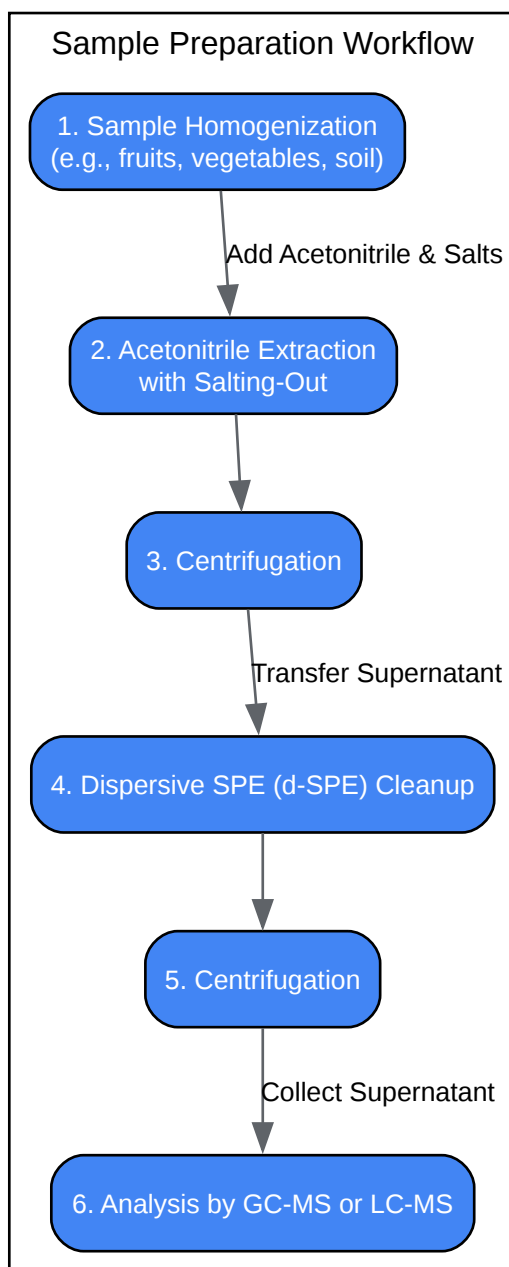 Sample Preparation Workflow
1. Sample Homogenization
(e.g., fruits, vegetables, soil)
Add Acetonitrile & Salts
2. Acetonitrile Extraction
with Salting-Out
3. Centrifugation
Transfer Supernatant
4. Dispersive SPE (d-SPE) Cleanup
5. Centrifugation
Collect Supernatant
6. Analysis by GC-MS or LC-MS